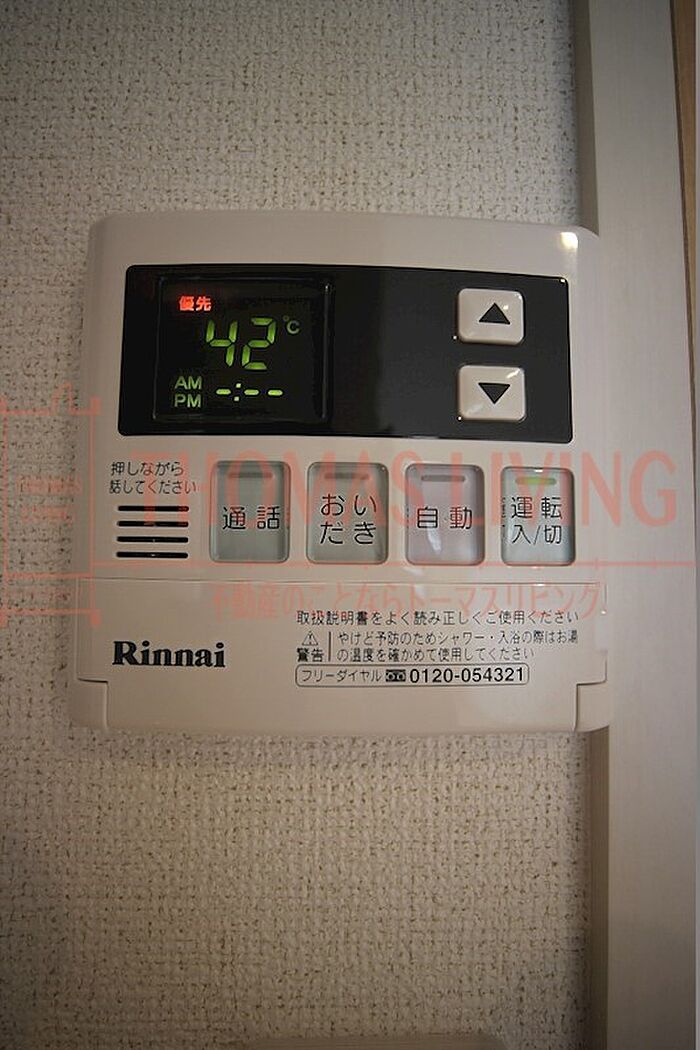 優先
42℃
AM
PM -:--
▲
▼
押しながら
話してください
通話
おい
だき
自動
運転
入/切
THOMAS LIVING
不動産のことならトーマスリビング
取扱説明書をよく読み正しくご使用ください
⚠ やけど予防のためシャワー・入浴の際はお湯
警告 の温度を確かめて使用してください
Rinnai
フリーダイヤル 0120-054321